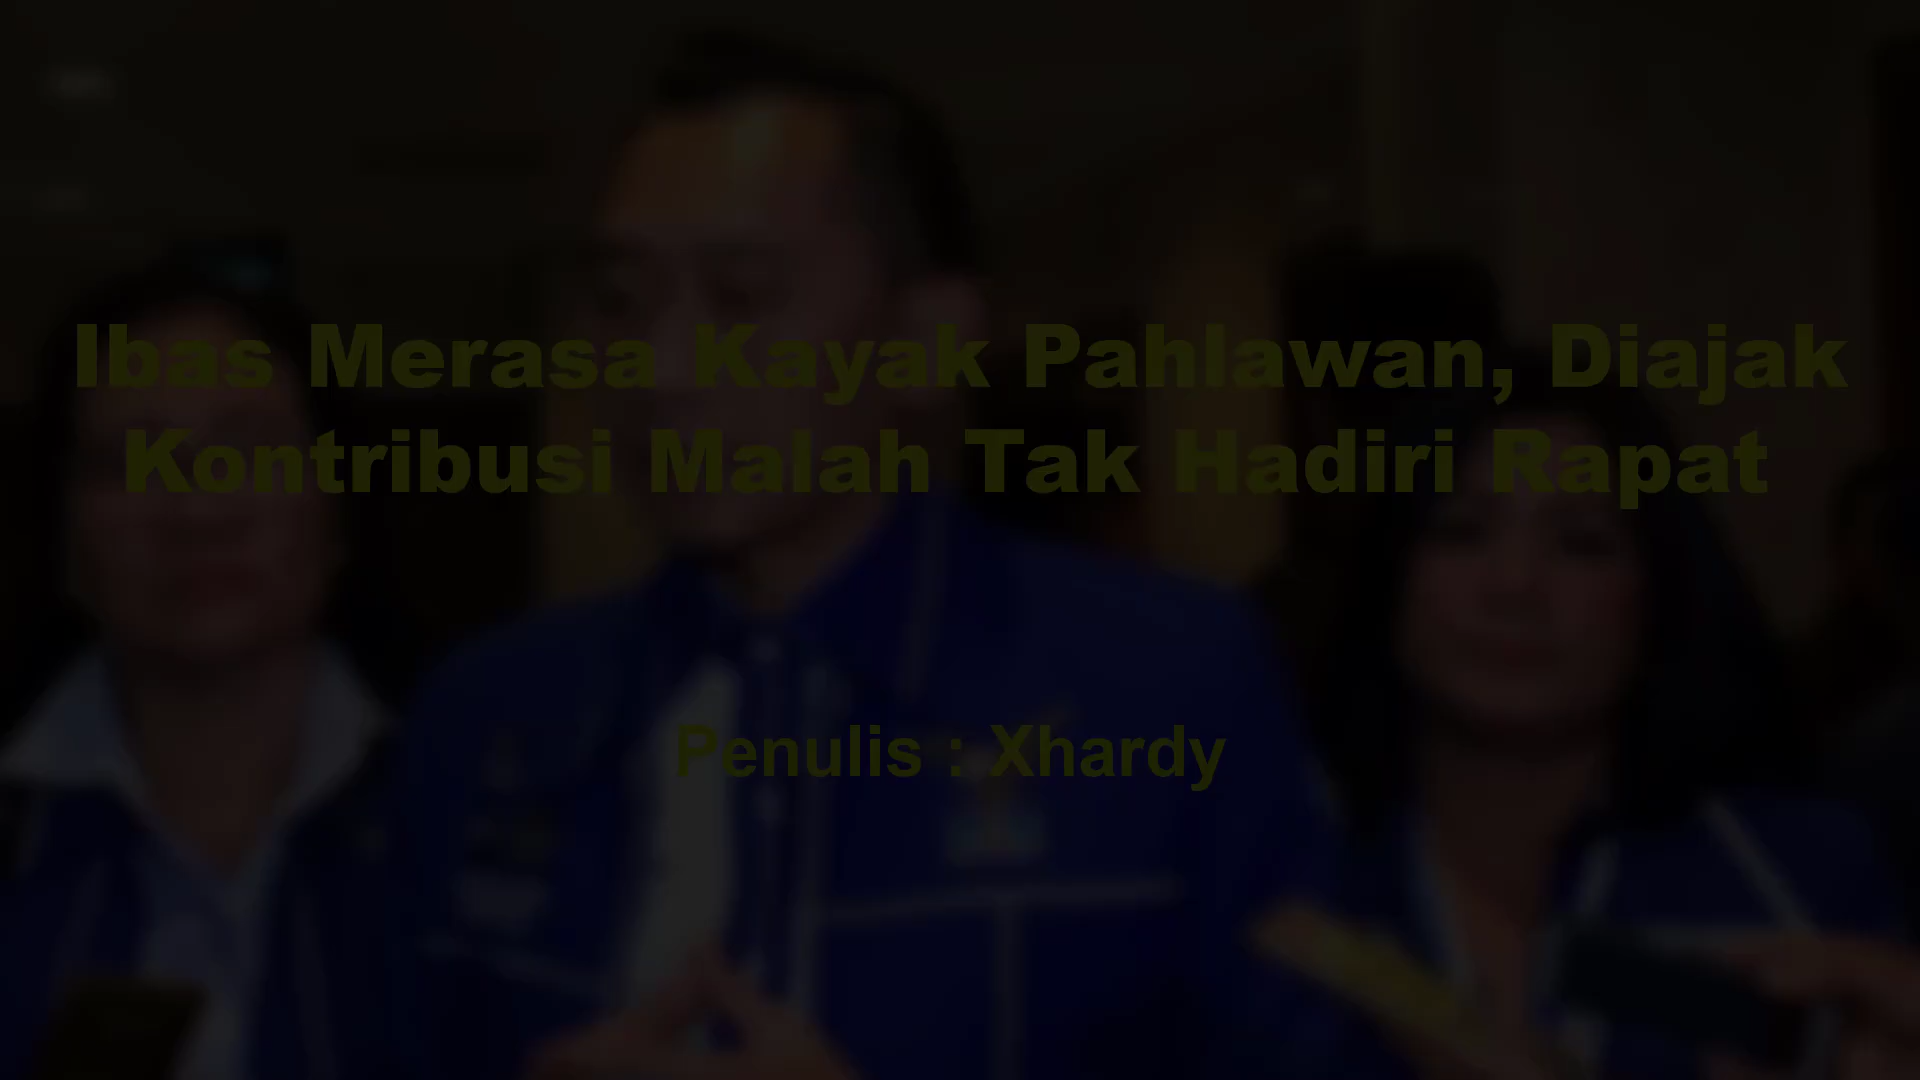 Ibas Merasa Kayak Pahlawan, Diajak
Kontribusi Malah Tak Hadiri Rapat
Penulis : Xhardy